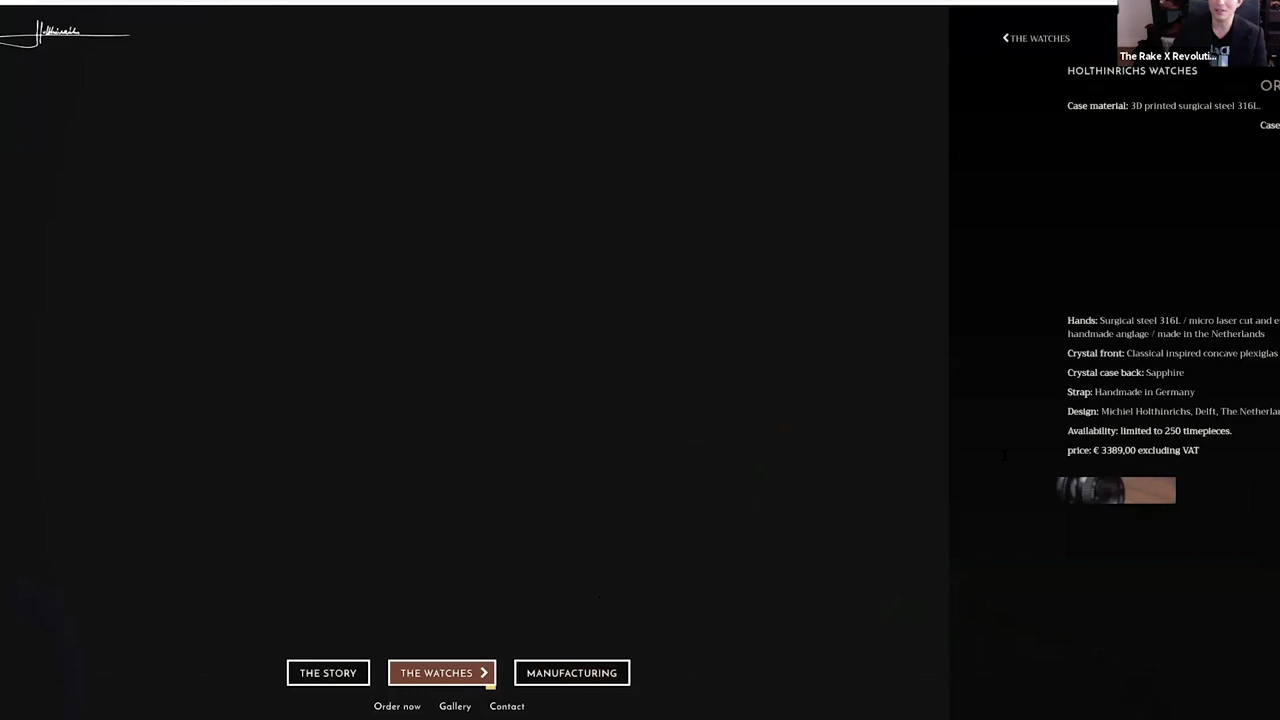 Holthinrichs
THE WATCHES
The Rake X Revoluti...
HOLTHINRICHS WATCHES
OR
Case material: 3D printed surgical steel 316L.
Case
Hands: Surgical steel 316L / micro laser cut and e
handmade anglage / made in the Netherlands
Crystal front: Classical inspired concave plexiglas
Crystal case back: Sapphire
Strap: Handmade in Germany
Design: Michiel Holthinrichs, Delft, The Netherla
Availability: limited to 250 timepieces.
price: € 3389,00 excluding VAT
THE STORY
THE WATCHES
MANUFACTURING
Order now
Gallery
Contact